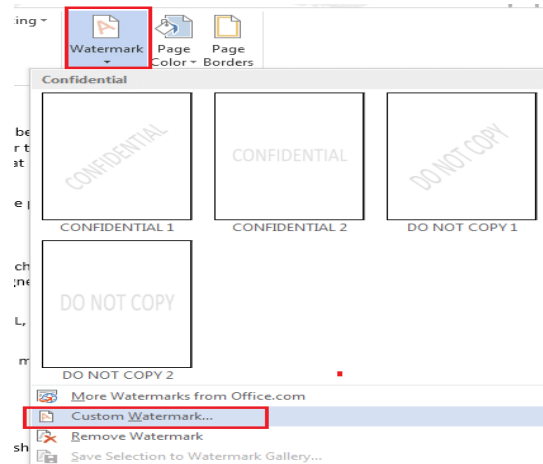 ing
Watermark Page Page
Color Borders
Confidential
CONFIDENTIAL CONFIDENTIAL DO NOT COPY
CONFIDENTIAL 1 CONFIDENTIAL 2 DO NOT COPY 1
DO NOT COPY
DO NOT COPY 2
More Watermarks from Office.com
Custom Watermark...
Remove Watermark
Save Selection to Watermark Gallery...